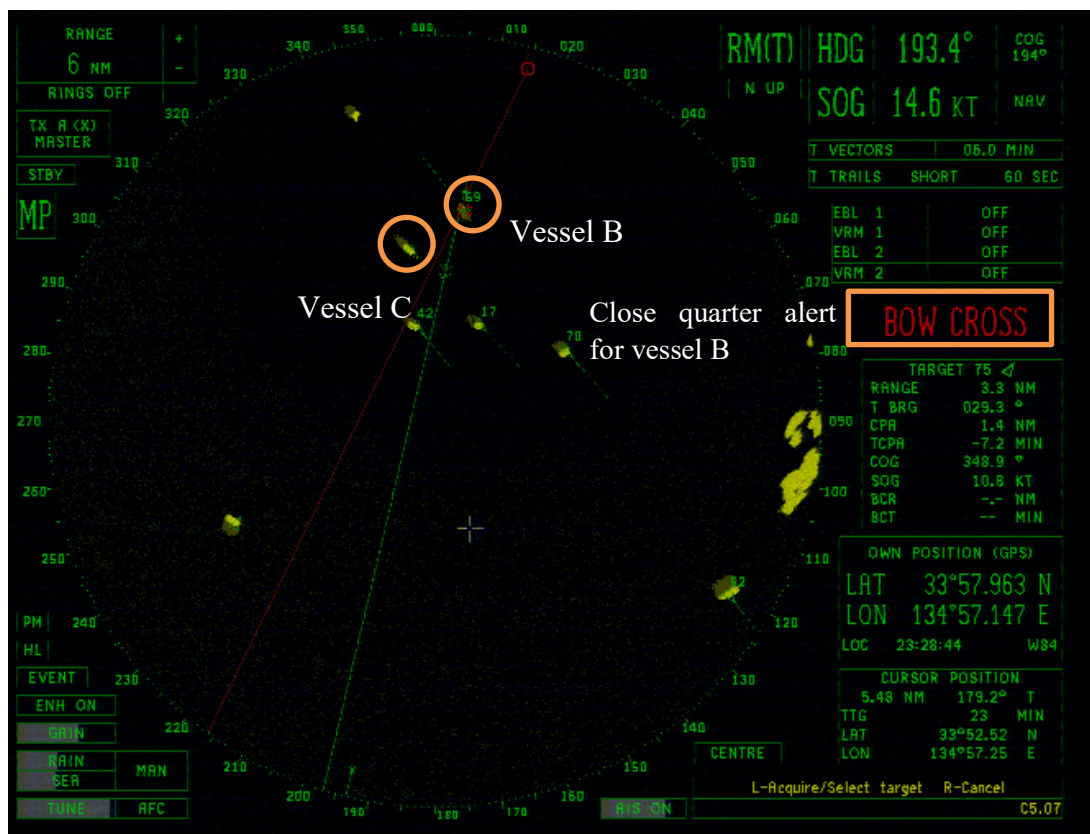 RANGE +
6 NM -
RINGS OFF
TX A (X)
MASTER
STBY
MP
350 000 010
340 020
330 030
320 040
310 050
300 060
290 070
280 080
270 090
260 100
250 110
240 120
230 130
220 140
210 150
200 190 180 170 160
RM(T)
N UP
HDG 193.4° COG 194°
SOG 14.6 KT NAV
T VECTORS 05.0 MIN
T TRAILS SHORT 60 SEC
EBL 1 OFF
VRM 1 OFF
EBL 2 OFF
VRM 2 OFF
69
Vessel B
Vessel C
42
17
70
52
Close quarter alert
for vessel B
BOW CROSS
TARGET 75
RANGE 3.3 NM
T BRG 029.3 °
CPA 1.4 NM
TCPA -7.2 MIN
COG 348.9 °
SOG 10.8 KT
BCR -.- NM
BCT -- MIN
OWN POSITION (GPS)
LAT 33°57.963 N
LON 134°57.147 E
LOC 23:28:44 W84
CURSOR POSITION
5.48 NM 179.2° T
TTG 23 MIN
LAT 33°52.52 N
LON 134°57.25 E
PM
HL
EVENT
ENH ON
GAIN
RAIN
SEA
MAN
TUNE AFC
CENTRE
AIS ON
L-Acquire/Select target R-Cancel
C5.07